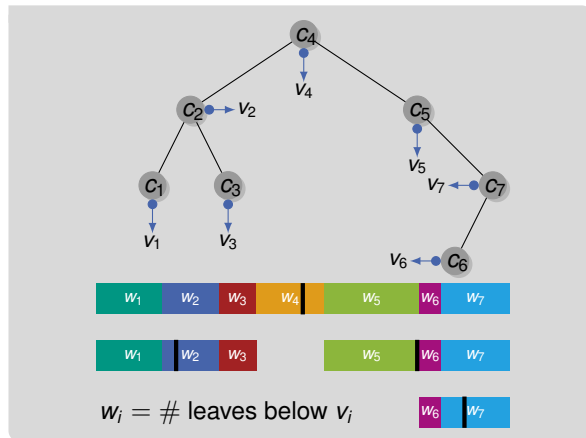 c4
v4
c2 v2 c5
v5
c1 c3 v7 c7
v1 v3
v6 c6
w1 w2 w3 w4 w5 w6 w7
w1 w2 w3 w5 w6 w7
wi = # leaves below vi w6 w7